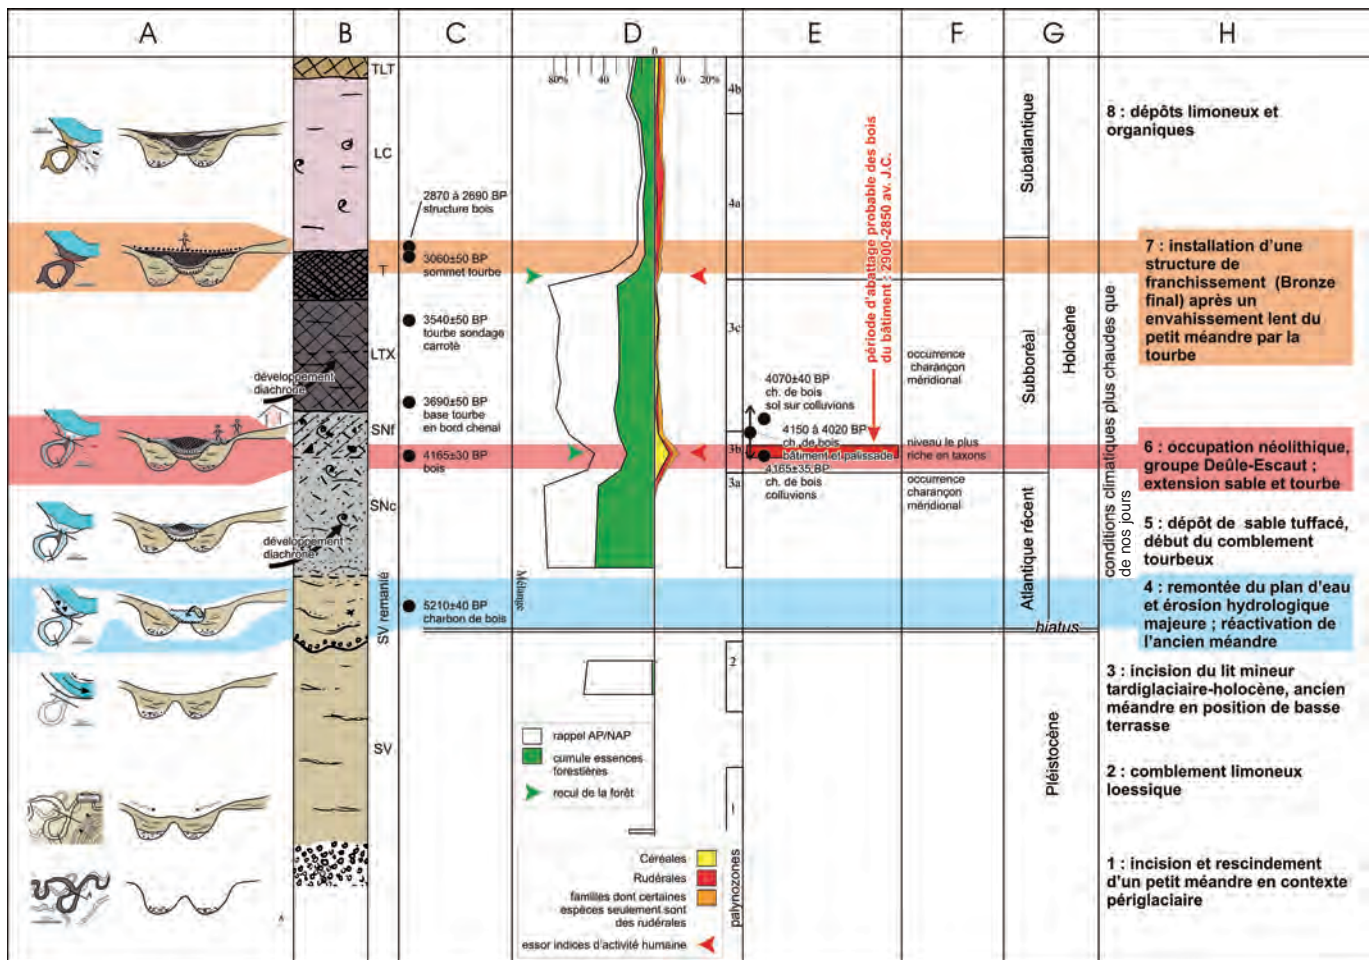 A
B
C
D
E
F
G
H
TLT
LC
T
LTX
SNf
SNc
SV remanié
SV
développement
diachrone
développement
diachrone
2870 à 2690 BP
structure bois
3060±50 BP
sommet tourbe
3540±50 BP
tourbe sondage
carroté
3690±50 BP
base tourbe
en bord chenal
4165±30 BP
bois
5210±40 BP
charbon de bois
Mélange
80%
40
0
10
20%
4b
4a
3c
3b
3a
2
1
palynozones
rappel AP/NAP
cumule essences
forestières
recul de la forêt
Céréales
Rudérales
familles dont certaines
espèces seulement sont
des rudérales
essor indices d'activité humaine
période d'abattage probable des bois
du bâtiment : 2900-2850 av. J.C.
4070±40 BP
ch. de bois
sol sur colluvions
4150 à 4020 BP
ch. de bois
bâtiment et palissade
4165±35 BP
ch. de bois
colluvions
occurrence
charançon
méridional
niveau le plus
riche en taxons
occurrence
charançon
méridional
Subatlantique
Subboréal
Atlantique récent
Holocène
hiatus
Pléistocène
conditions climatiques plus chaudes que
de nos jours
8 : dépôts limoneux et
organiques
7 : installation d'une
structure de
franchissement (Bronze
final) après un
envahissement lent du
petit méandre par la
tourbe
6 : occupation néolithique,
groupe Deûle-Escaut ;
extension sable et tourbe
5 : dépôt de sable tuffacé,
début du comblement
tourbeux
4 : remontée du plan d'eau
et érosion hydrologique
majeure ; réactivation de
l'ancien méandre
3 : incision du lit mineur
tardiglaciaire-holocène, ancien
méandre en position de basse
terrasse
2 : comblement limoneux
loessique
1 : incision et rescindement
d'un petit méandre en contexte
périglaciaire